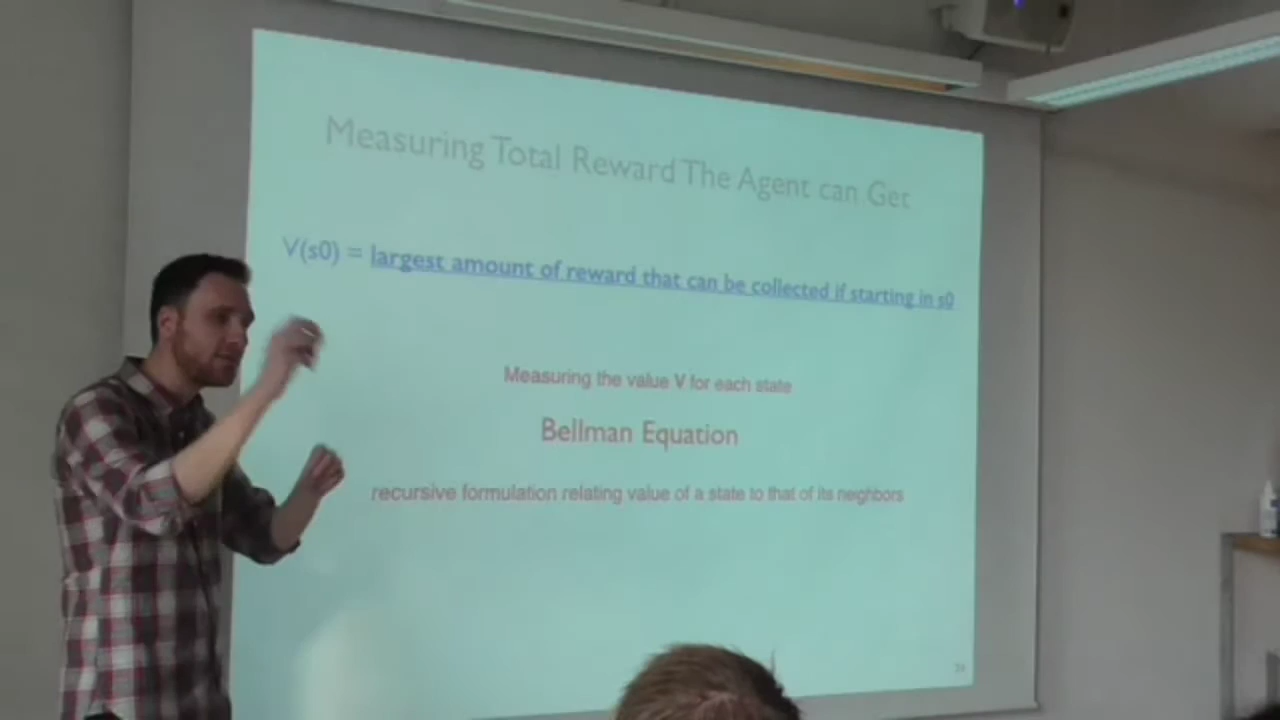 Measuring Total Reward The Agent can Get
V(s0) = largest amount of reward that can be collected if starting in s0
Measuring the value V for each state
Bellman Equation
recursive formulation relating value of a state to that of its neighbors